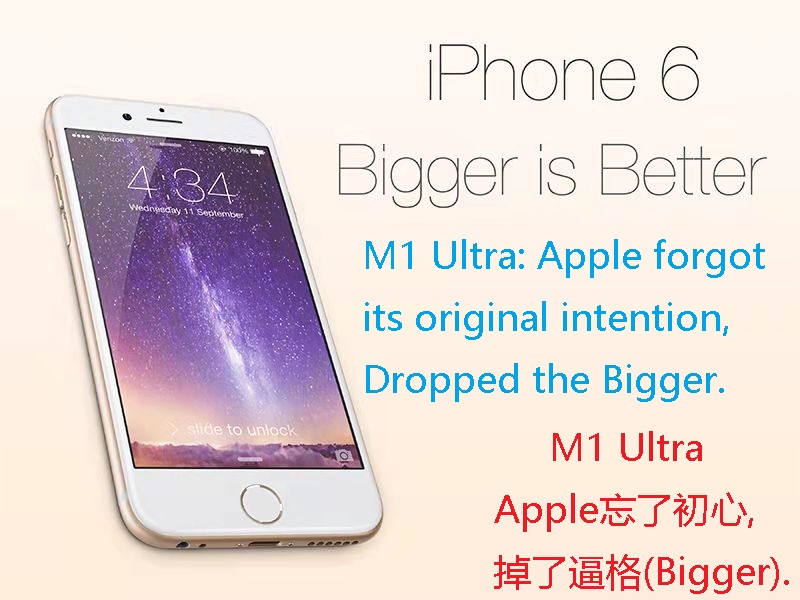 iPhone 6
Bigger is Better
Verizon
100%
4:34
Wednesday 11 September
M1 Ultra: Apple forgot
its original intention,
Dropped the Bigger.
> slide to unlock
M1 Ultra
Apple忘了初心,
掉了逼格(Bigger).